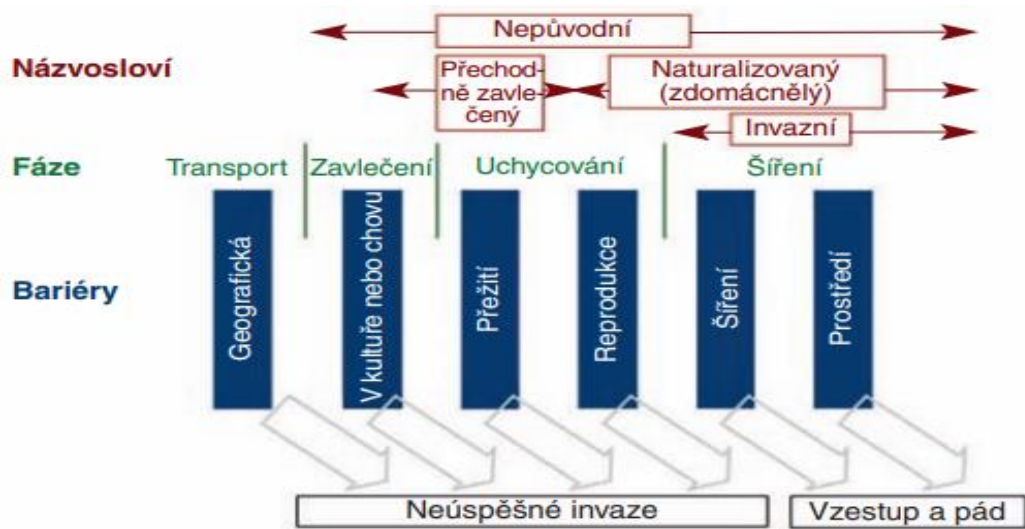 Nepůvodní
Názvosloví
Přechod-
ně zavle-
čený
Naturalizovaný
(zdomácnělý)
Invazní
Fáze
Transport
Zavlečení
Uchycování
Šíření
Bariéry
Geografická
V kultuře nebo chovu
Přežití
Reprodukce
Šíření
Prostředí
Neúspěšné invaze
Vzestup a pád